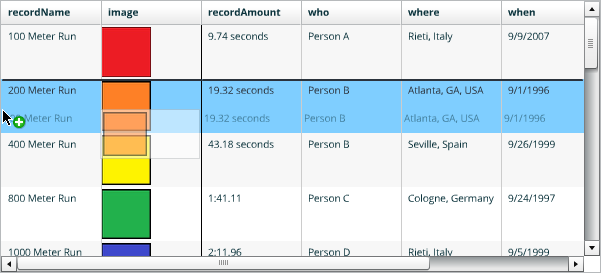 recordName image recordAmount who where when
100 Meter Run 9.74 seconds Person A Rieti, Italy 9/9/2007
200 Meter Run 19.32 seconds Person B Atlanta, GA, USA 9/1/1996
Meter Run 19.32 seconds Person B Atlanta, GA, USA 9/1/1996
400 Meter Run 43.18 seconds Person B Seville, Spain 9/26/1999
800 Meter Run 1:41.11 Person C Cologne, Germany 9/24/1997
1000 Meter Run 2:11.96 Person D Rieti, Italy 9/5/1999